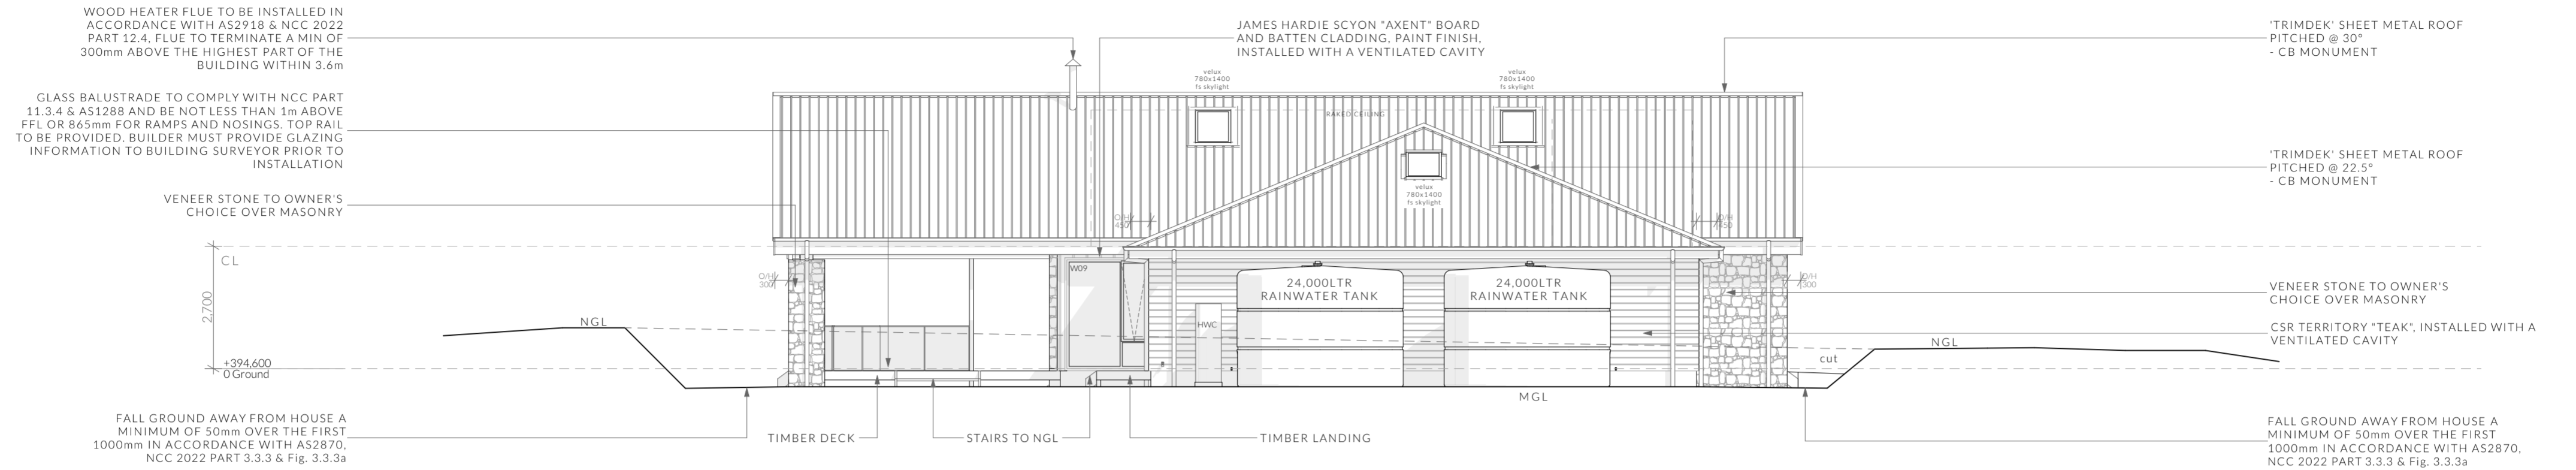 WOOD HEATER FLUE TO BE INSTALLED IN
ACCORDANCE WITH AS2918 & NCC 2022
PART 12.4, FLUE TO TERMINATE A MIN OF
300mm ABOVE THE HIGHEST PART OF THE
BUILDING WITHIN 3.6m
GLASS BALUSTRADE TO COMPLY WITH NCC PART
11.3.4 & AS1288 AND BE NOT LESS THAN 1m ABOVE
FFL OR 865mm FOR RAMPS AND NOSINGS. TOP RAIL
TO BE PROVIDED. BUILDER MUST PROVIDE GLAZING
INFORMATION TO BUILDING SURVEYOR PRIOR TO
INSTALLATION
VENEER STONE TO OWNER'S
CHOICE OVER MASONRY
JAMES HARDIE SCYON "AXENT" BOARD
AND BATTEN CLADDING, PAINT FINISH,
INSTALLED WITH A VENTILATED CAVITY
'TRIMDEK' SHEET METAL ROOF
PITCHED @ 30°
- CB MONUMENT
'TRIMDEK' SHEET METAL ROOF
PITCHED @ 22.5°
- CB MONUMENT
velux
780x1400
fs skylight
velux
780x1400
fs skylight
RAKED CEILING
velux
780x1400
fs skylight
O/H
450
O/H
450
CL
2,700
+394,600
0 Ground
O/H
300
O/H
300
W09
HWC
24,000LTR
RAINWATER TANK
24,000LTR
RAINWATER TANK
NGL
NGL
cut
MGL
VENEER STONE TO OWNER'S
CHOICE OVER MASONRY
CSR TERRITORY "TEAK", INSTALLED WITH A
VENTILATED CAVITY
FALL GROUND AWAY FROM HOUSE A
MINIMUM OF 50mm OVER THE FIRST
1000mm IN ACCORDANCE WITH AS2870,
NCC 2022 PART 3.3.3 & Fig. 3.3.3a
TIMBER DECK
STAIRS TO NGL
TIMBER LANDING
FALL GROUND AWAY FROM HOUSE A
MINIMUM OF 50mm OVER THE FIRST
1000mm IN ACCORDANCE WITH AS2870,
NCC 2022 PART 3.3.3 & Fig. 3.3.3a